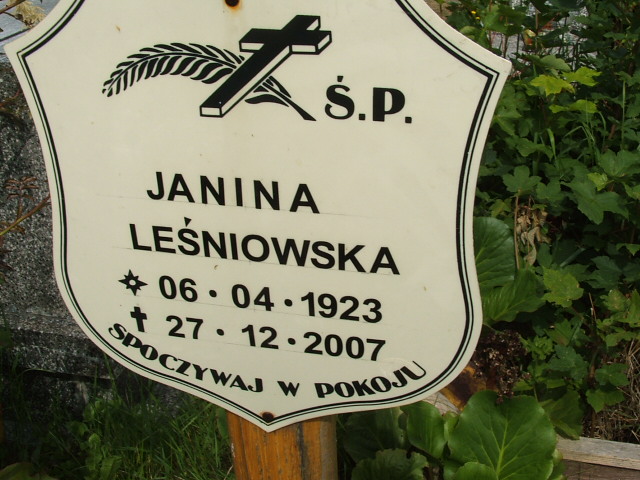 Ś.P.
JANINA
LEŚNIOWSKA
06 • 04 • 1923
27 • 12 • 2007
SPOCZYWAJ W POKOJU